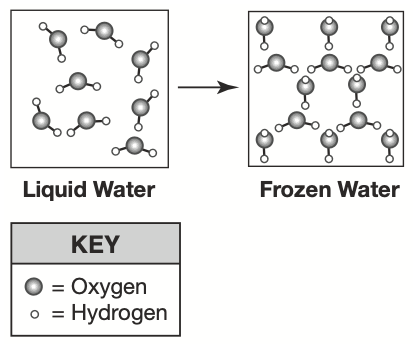 Liquid Water
Frozen Water
KEY
= Oxygen
= Hydrogen